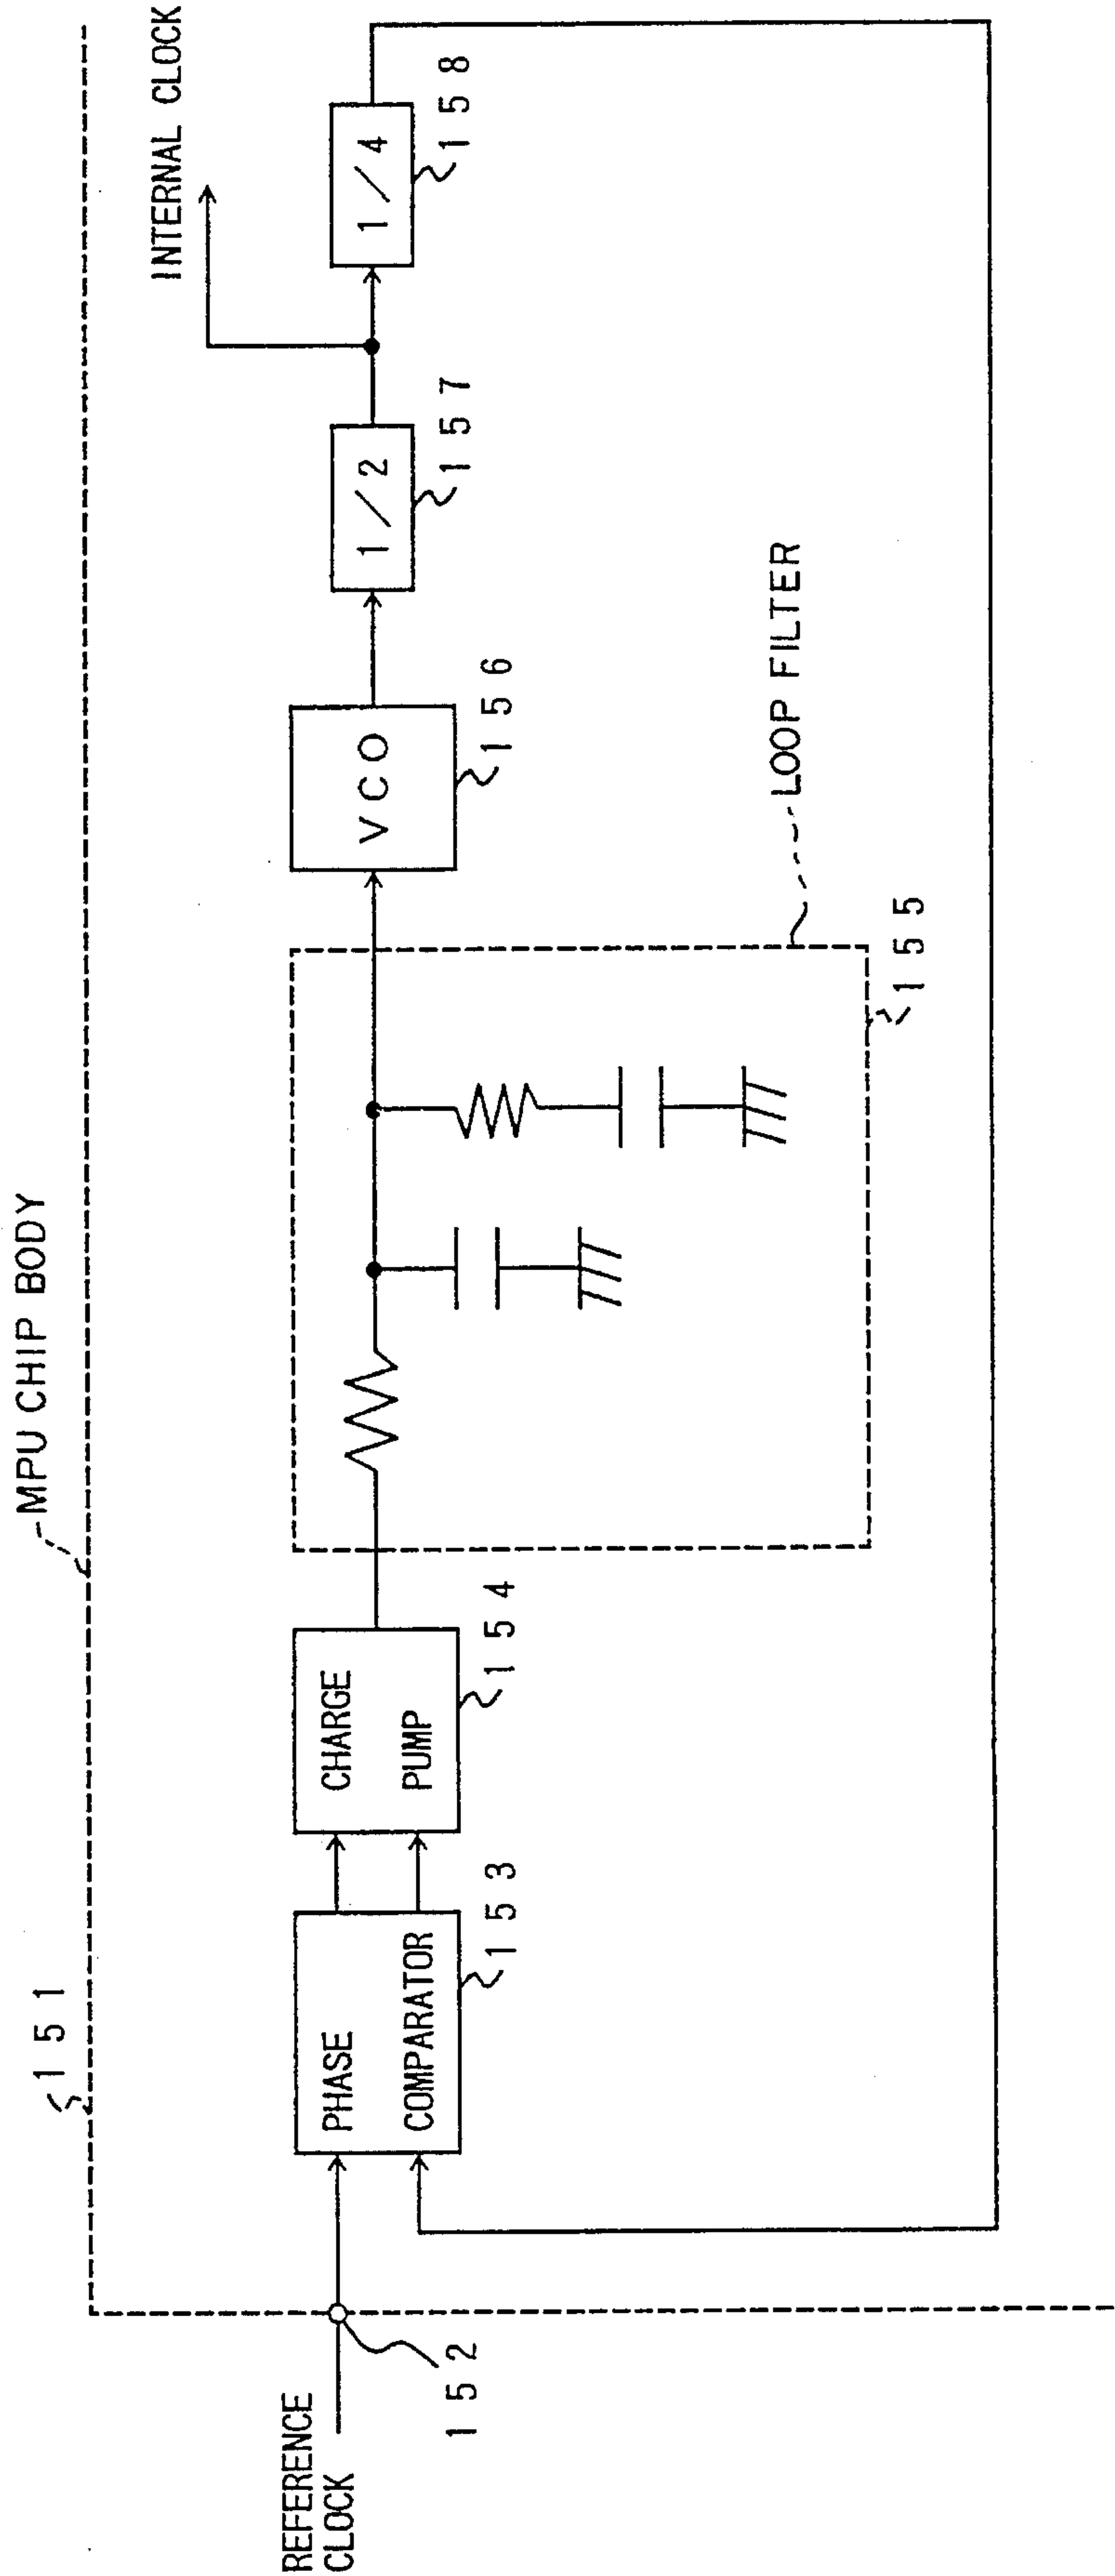 MPU CHIP BODY
151
INTERNAL CLOCK
REFERENCE
CLOCK
152
PHASE
COMPARATOR
153
CHARGE
PUMP
154
LOOP FILTER
155
VCO
156
1/2
157
1/4
158